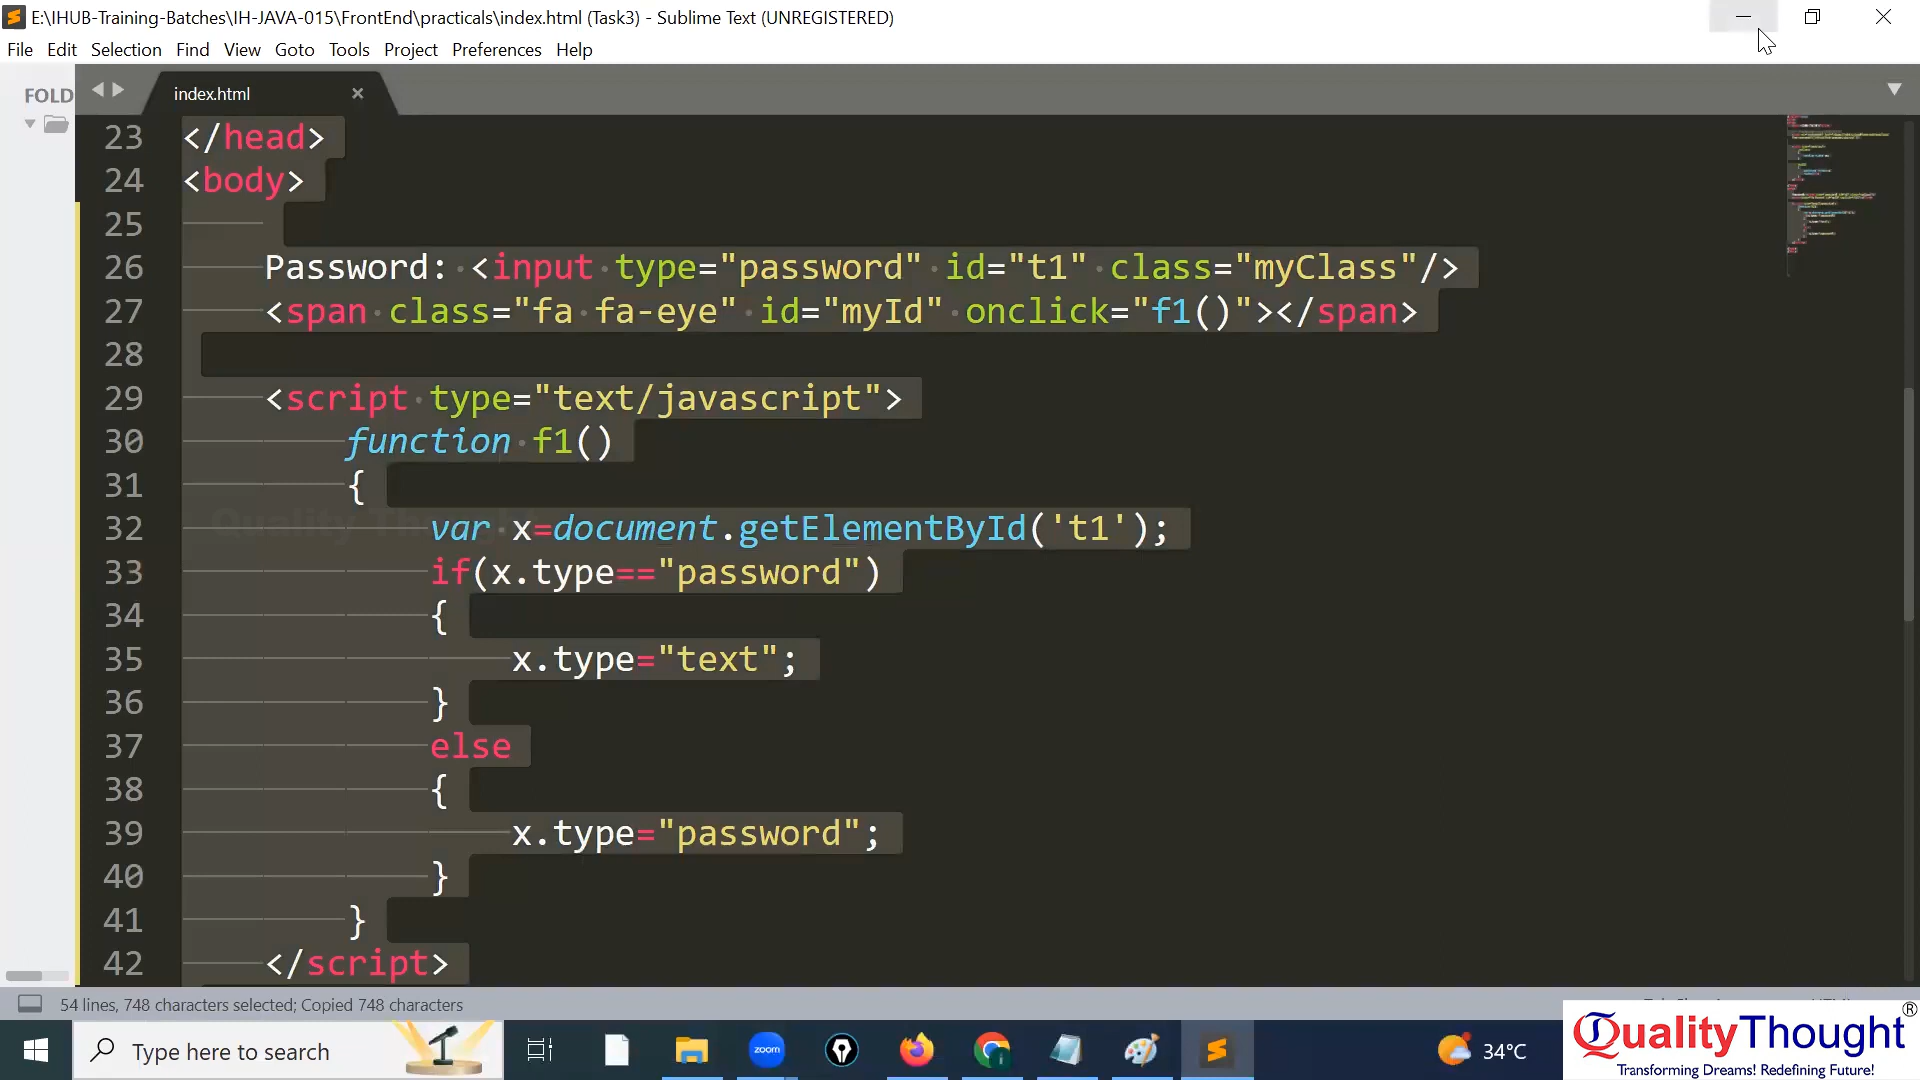 E:\IHUB-Training-Batches\IH-JAVA-015\FrontEnd\practicals\index.html (Task3) - Sublime Text (UNREGISTERED)
File Edit Selection Find View Goto Tools Project Preferences Help
FOLD
index.html
23 </head>
24 <body>
25
26 Password: <input type="password" id="t1" class="myClass"/>
27 <span class="fa fa-eye" id="myId" onclick="f1()"></span>
28
29 <script type="text/javascript">
30 function f1()
31 {
32 var x=document.getElementById('t1');
33 if(x.type=="password")
34 {
35 x.type="text";
36 }
37 else
38 {
39 x.type="password";
40 }
41 }
42 </script>
54 lines, 748 characters selected; Copied 748 characters
Type here to search
zoom
34°C
QualityThought®
Transforming Dreams! Redefining Future!